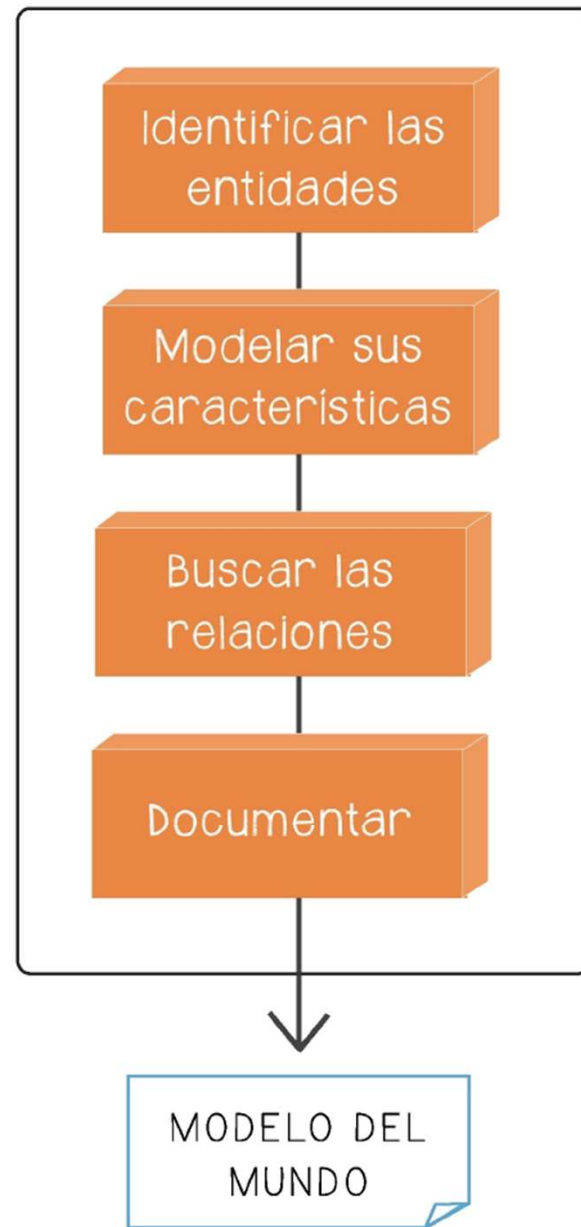 Identificar las
entidades
Modelar sus
características
Buscar las
relaciones
Documentar
MODELO DEL
MUNDO